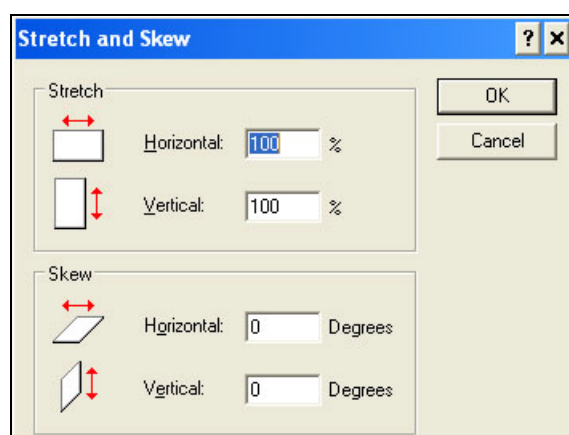 Stretch and Skew
Stretch
OK
Horizontal: 100 %
Cancel
Vertical: 100 %
Skew
Horizontal: 0 Degrees
Vertical: 0 Degrees